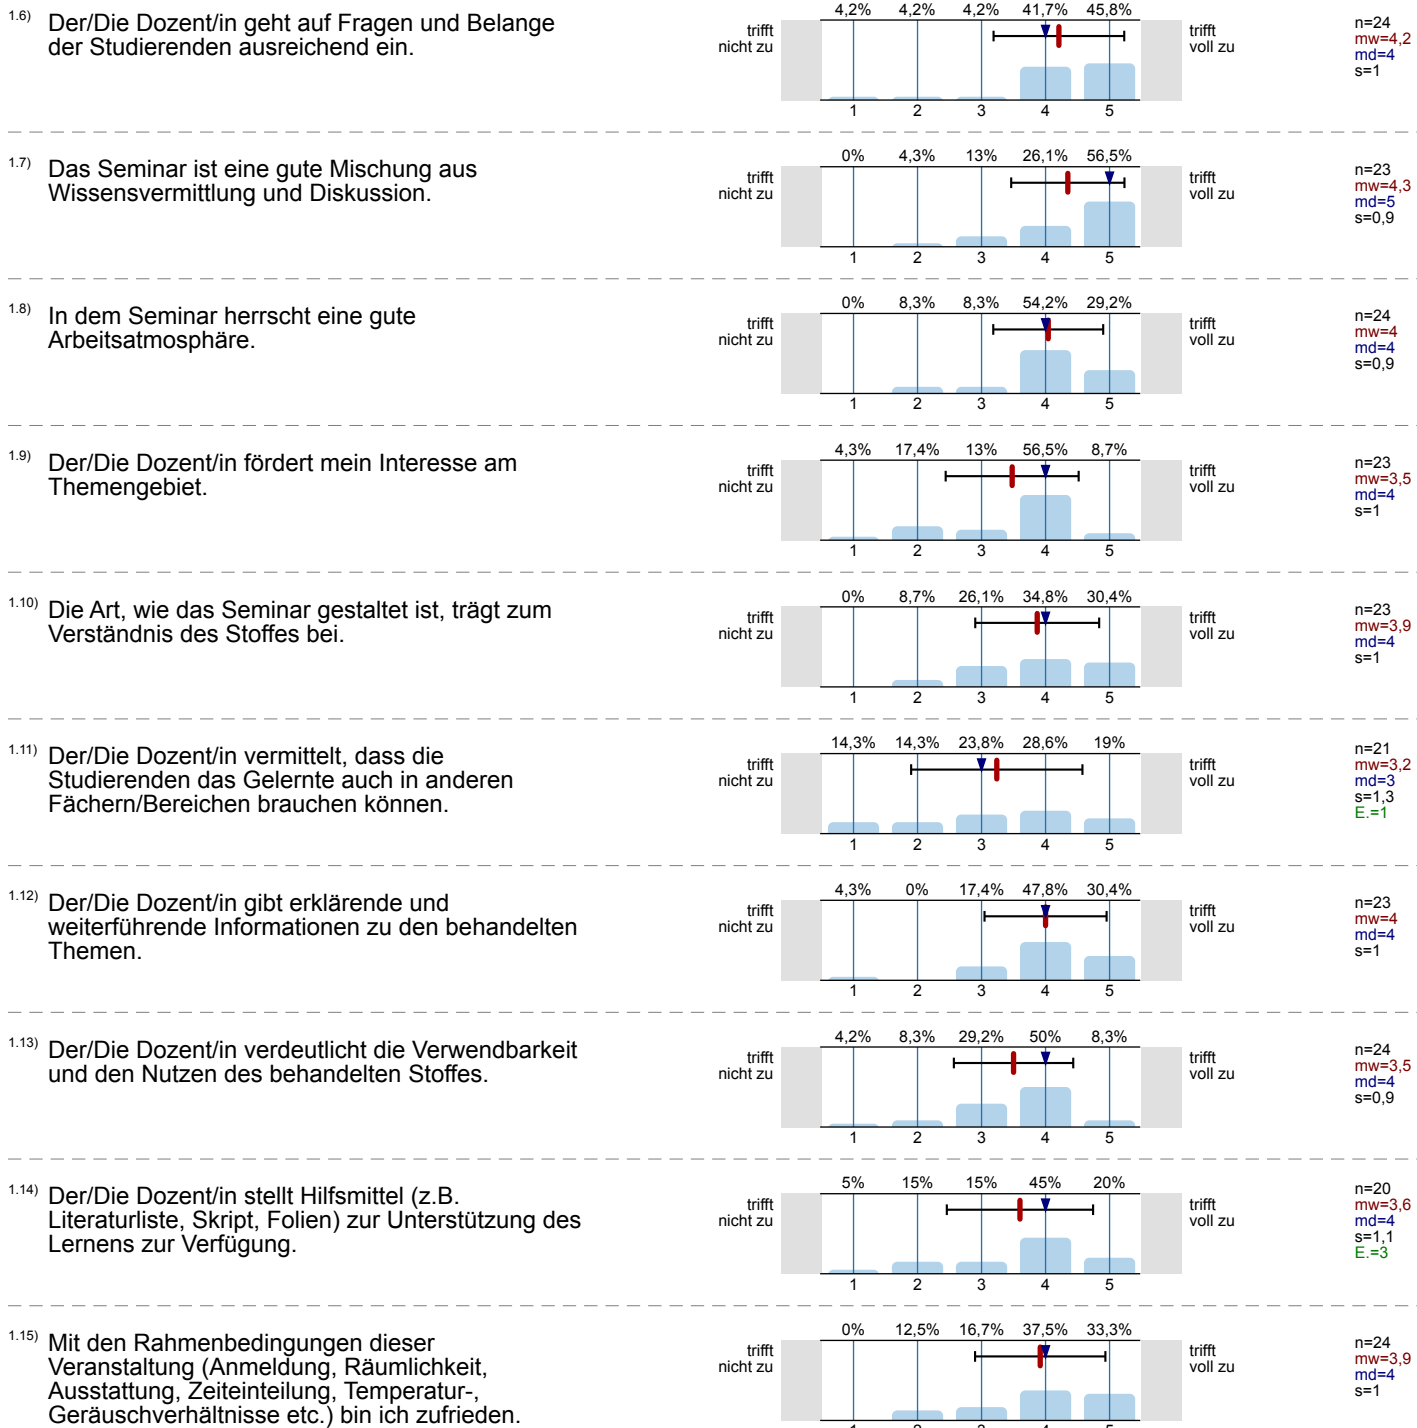 1.6) Der/Die Dozent/in geht auf Fragen und Belange
der Studierenden ausreichend ein.
trifft
nicht zu
4,2% 4,2% 4,2% 41,7% 45,8%
1 2 3 4 5
trifft
voll zu
n=24
mw=4,2
md=4
s=1
1.7) Das Seminar ist eine gute Mischung aus
Wissensvermittlung und Diskussion.
trifft
nicht zu
0% 4,3% 13% 26,1% 56,5%
1 2 3 4 5
trifft
voll zu
n=23
mw=4,3
md=5
s=0,9
1.8) In dem Seminar herrscht eine gute
Arbeitsatmosphäre.
trifft
nicht zu
0% 8,3% 8,3% 54,2% 29,2%
1 2 3 4 5
trifft
voll zu
n=24
mw=4
md=4
s=0,9
1.9) Der/Die Dozent/in fördert mein Interesse am
Themengebiet.
trifft
nicht zu
4,3% 17,4% 13% 56,5% 8,7%
1 2 3 4 5
trifft
voll zu
n=23
mw=3,5
md=4
s=1
1.10) Die Art, wie das Seminar gestaltet ist, trägt zum
Verständnis des Stoffes bei.
trifft
nicht zu
0% 8,7% 26,1% 34,8% 30,4%
1 2 3 4 5
trifft
voll zu
n=23
mw=3,9
md=4
s=1
1.11) Der/Die Dozent/in vermittelt, dass die
Studierenden das Gelernte auch in anderen
Fächern/Bereichen brauchen können.
trifft
nicht zu
14,3% 14,3% 23,8% 28,6% 19%
1 2 3 4 5
trifft
voll zu
n=21
mw=3,2
md=3
s=1,3
E.=1
1.12) Der/Die Dozent/in gibt erklärende und
weiterführende Informationen zu den behandelten
Themen.
trifft
nicht zu
4,3% 0% 17,4% 47,8% 30,4%
1 2 3 4 5
trifft
voll zu
n=23
mw=4
md=4
s=1
1.13) Der/Die Dozent/in verdeutlicht die Verwendbarkeit
und den Nutzen des behandelten Stoffes.
trifft
nicht zu
4,2% 8,3% 29,2% 50% 8,3%
1 2 3 4 5
trifft
voll zu
n=24
mw=3,5
md=4
s=0,9
1.14) Der/Die Dozent/in stellt Hilfsmittel (z.B.
Literaturliste, Skript, Folien) zur Unterstützung des
Lernens zur Verfügung.
trifft
nicht zu
5% 15% 15% 45% 20%
1 2 3 4 5
trifft
voll zu
n=20
mw=3,6
md=4
s=1,1
E.=3
1.15) Mit den Rahmenbedingungen dieser
Veranstaltung (Anmeldung, Räumlichkeit,
Ausstattung, Zeiteinteilung, Temperatur-,
Geräuschverhältnisse etc.) bin ich zufrieden.
trifft
nicht zu
0% 12,5% 16,7% 37,5% 33,3%
trifft
voll zu
n=24
mw=3,9
md=4
s=1